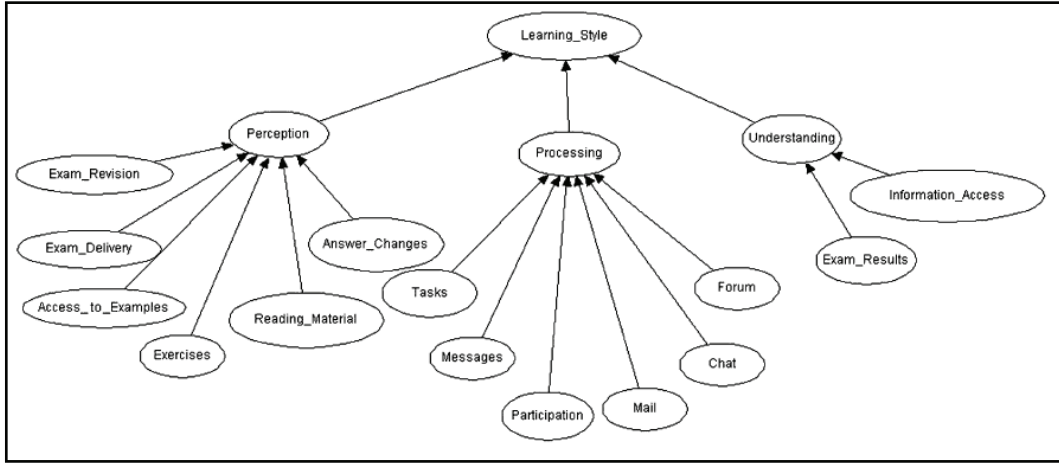 Learning_Style
Perception
Processing
Understanding
Exam_Revision
Information_Access
Exam_Delivery
Answer_Changes
Exam_Results
Tasks
Forum
Access_to_Examples
Reading_Material
Exercises
Messages
Chat
Participation
Mail